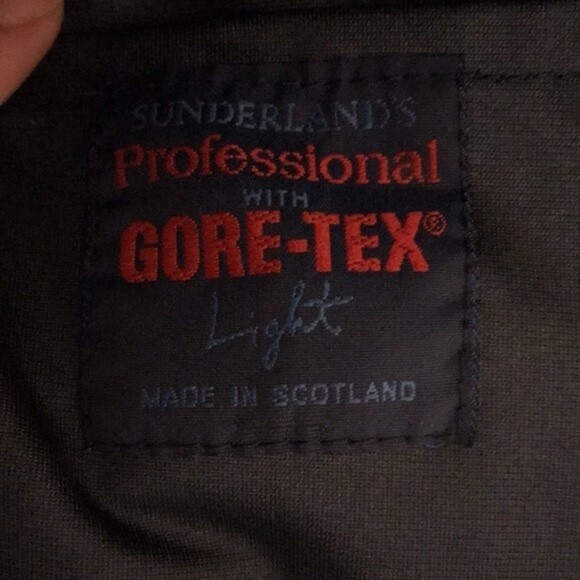 SUNDERLAND'S
Professional
WITH
GORE-TEX®
Light
MADE IN SCOTLAND